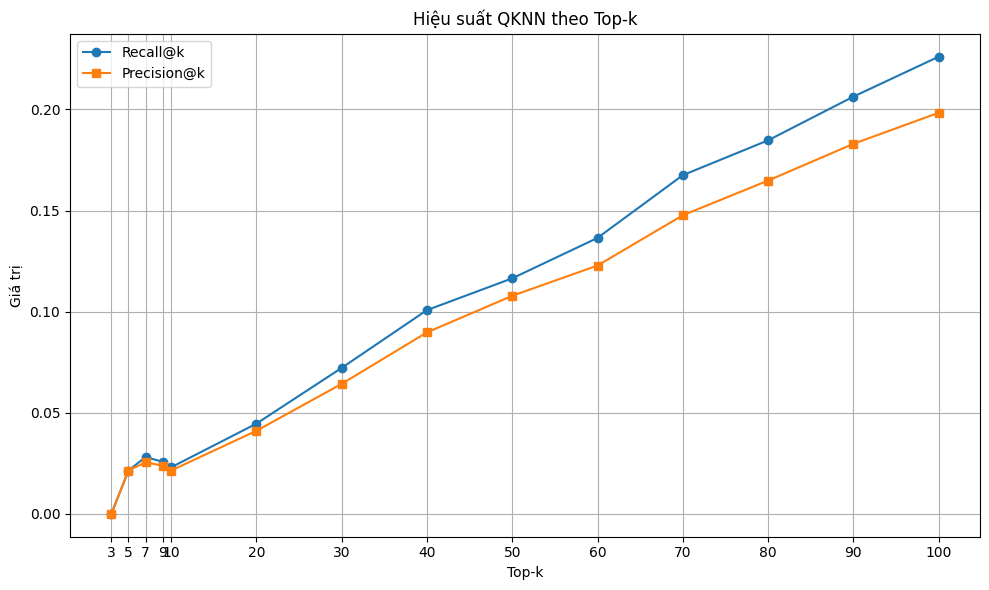 Hiệu suất QKNN theo Top-k
Recall@k
Precision@k
Giá trị
0.20
0.15
0.10
0.05
0.00
3 5 7 9 10 20 30 40 50 60 70 80 90 100
Top-k